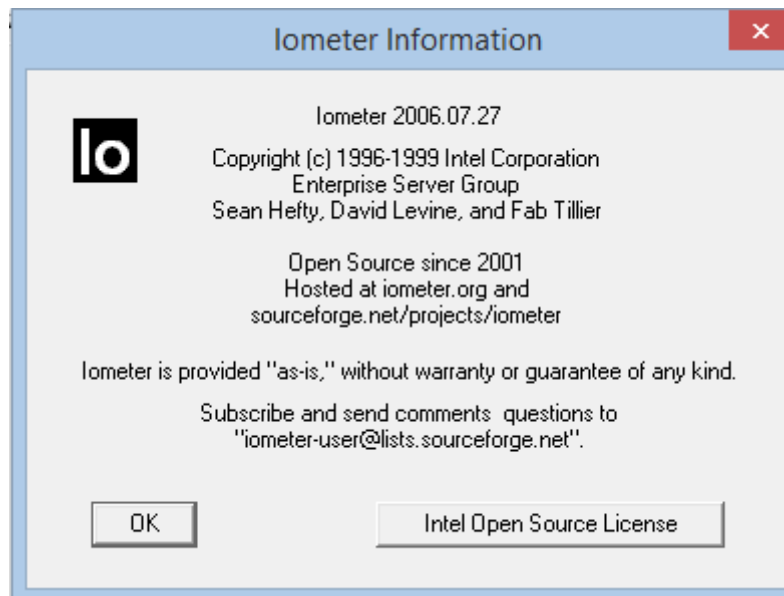 Iometer Information
Io
Iometer 2006.07.27
Copyright (c) 1996-1999 Intel Corporation
Enterprise Server Group
Sean Hefty, David Levine, and Fab Tillier
Open Source since 2001
Hosted at iometer.org and
sourceforge.net/projects/iometer
Iometer is provided "as-is," without warranty or guarantee of any kind.
Subscribe and send comments  questions to
"iometer-user@lists.sourceforge.net".
OK
Intel Open Source License